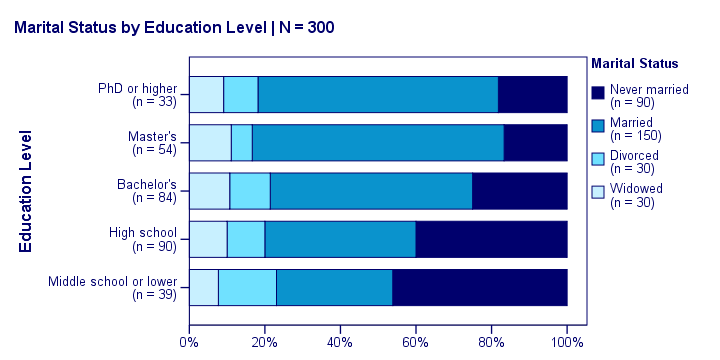 Marital Status by Education Level | N = 300
Marital Status
Never married
(n = 90)
Married
(n = 150)
Divorced
(n = 30)
Widowed
(n = 30)
Education Level
PhD or higher
(n = 33)
Master's
(n = 54)
Bachelor's
(n = 84)
High school
(n = 90)
Middle school or lower
(n = 39)
0% 20% 40% 60% 80% 100%